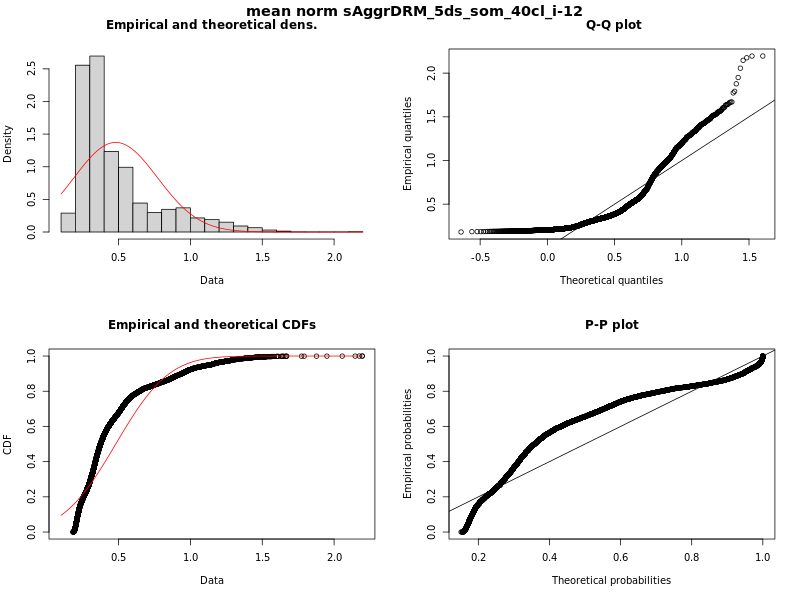 mean norm sAggrDRM_5ds_som_40cl_i-12
Empirical and theoretical dens.
Density
0.0 0.5 1.0 1.5 2.0 2.5
0.5 1.0 1.5 2.0
Data
Q-Q plot
Empirical quantiles
0.5 1.0 1.5 2.0
-0.5 0.0 0.5 1.0 1.5
Theoretical quantiles
Empirical and theoretical CDFs
CDF
0.0 0.2 0.4 0.6 0.8 1.0
0.5 1.0 1.5 2.0
Data
P-P plot
Empirical probabilities
0.0 0.2 0.4 0.6 0.8 1.0
0.2 0.4 0.6 0.8 1.0
Theoretical probabilities